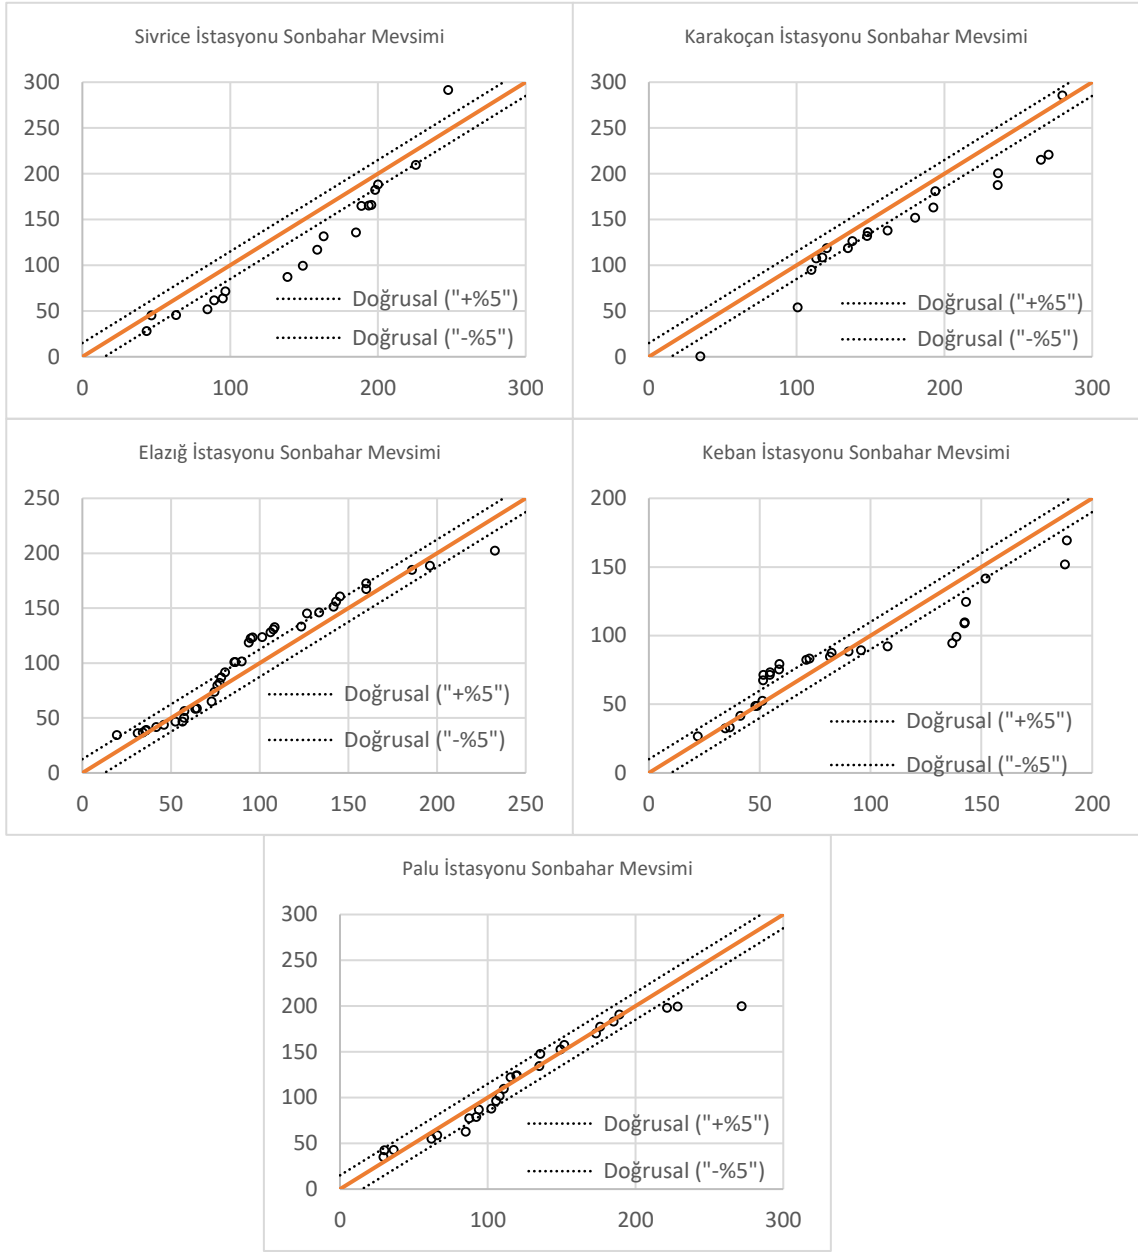 Sivrice İstasyonu Sonbahar Mevsimi
300
250
200
150
100
50
0
0 100 200 300
Doğrusal ("+%5")
Doğrusal ("-%5")
Karakoçan İstasyonu Sonbahar Mevsimi
300
250
200
150
100
50
0
0 100 200 300
Doğrusal ("+%5")
Doğrusal ("-%5")
Elazığ İstasyonu Sonbahar Mevsimi
250
200
150
100
50
0
0 50 100 150 200 250
Doğrusal ("+%5")
Doğrusal ("-%5")
Keban İstasyonu Sonbahar Mevsimi
200
150
100
50
0
0 50 100 150 200
Doğrusal ("+%5")
Doğrusal ("-%5")
Palu İstasyonu Sonbahar Mevsimi
300
250
200
150
100
50
0
0 100 200 300
Doğrusal ("+%5")
Doğrusal ("-%5")